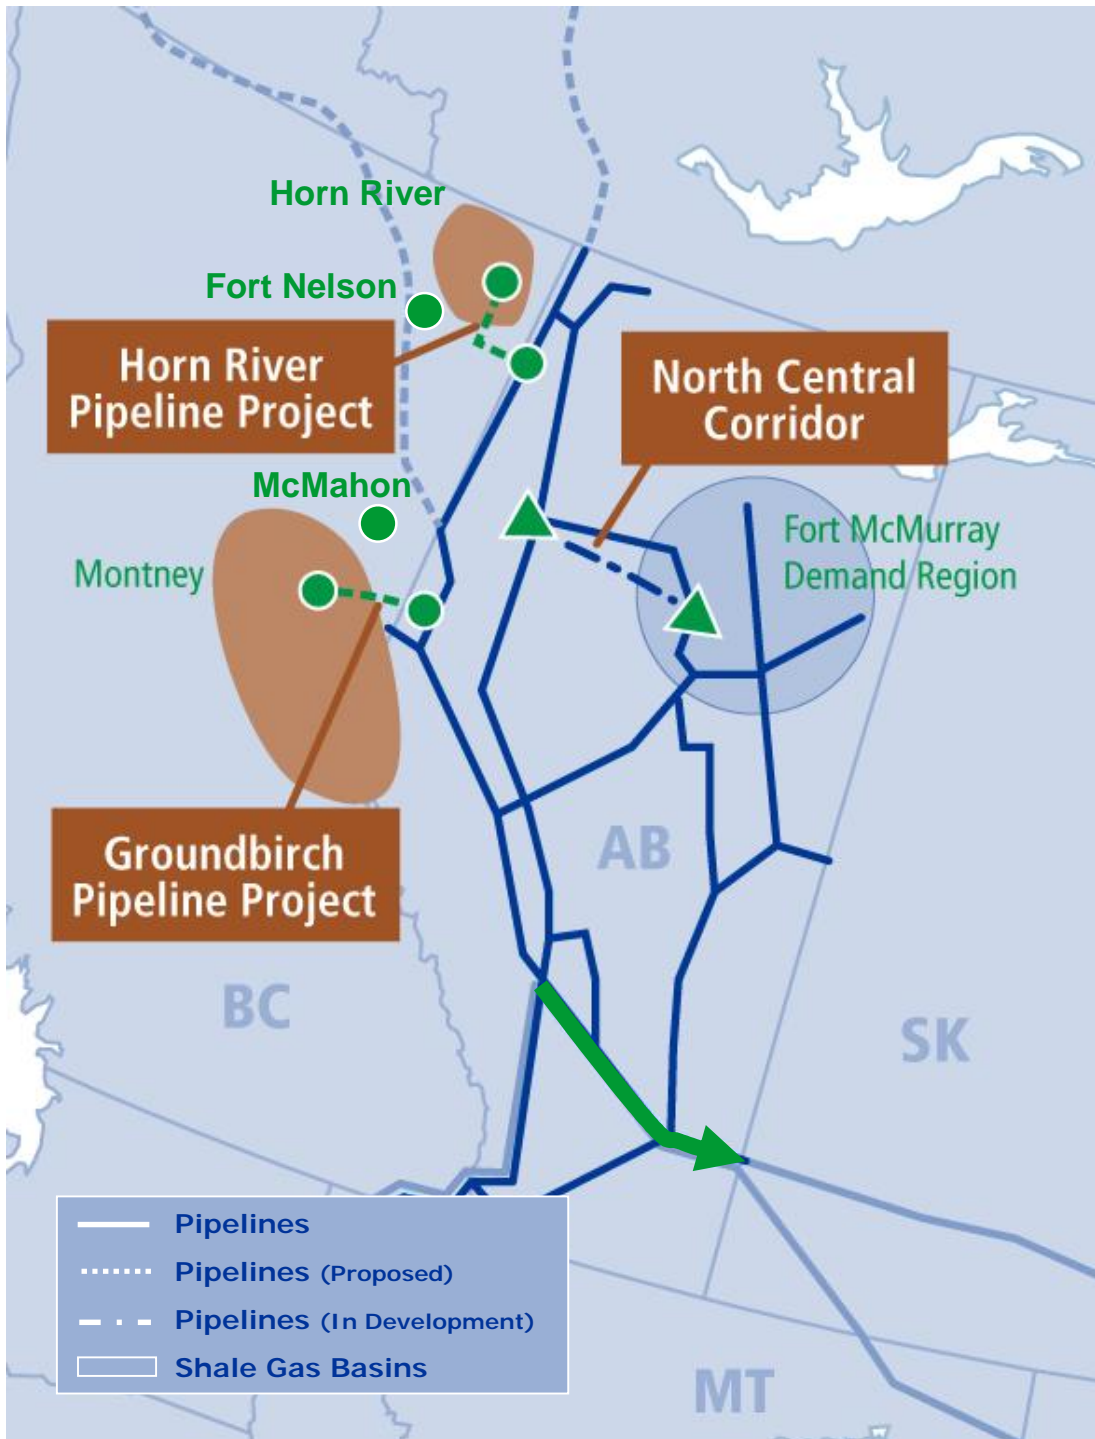 Horn River
Fort Nelson
Horn River
Pipeline Project
North Central
Corridor
McMahon
Montney
Fort McMurray
Demand Region
Groundbirch
Pipeline Project
AB
BC
SK
MT
Pipelines
Pipelines (Proposed)
Pipelines (In Development)
Shale Gas Basins